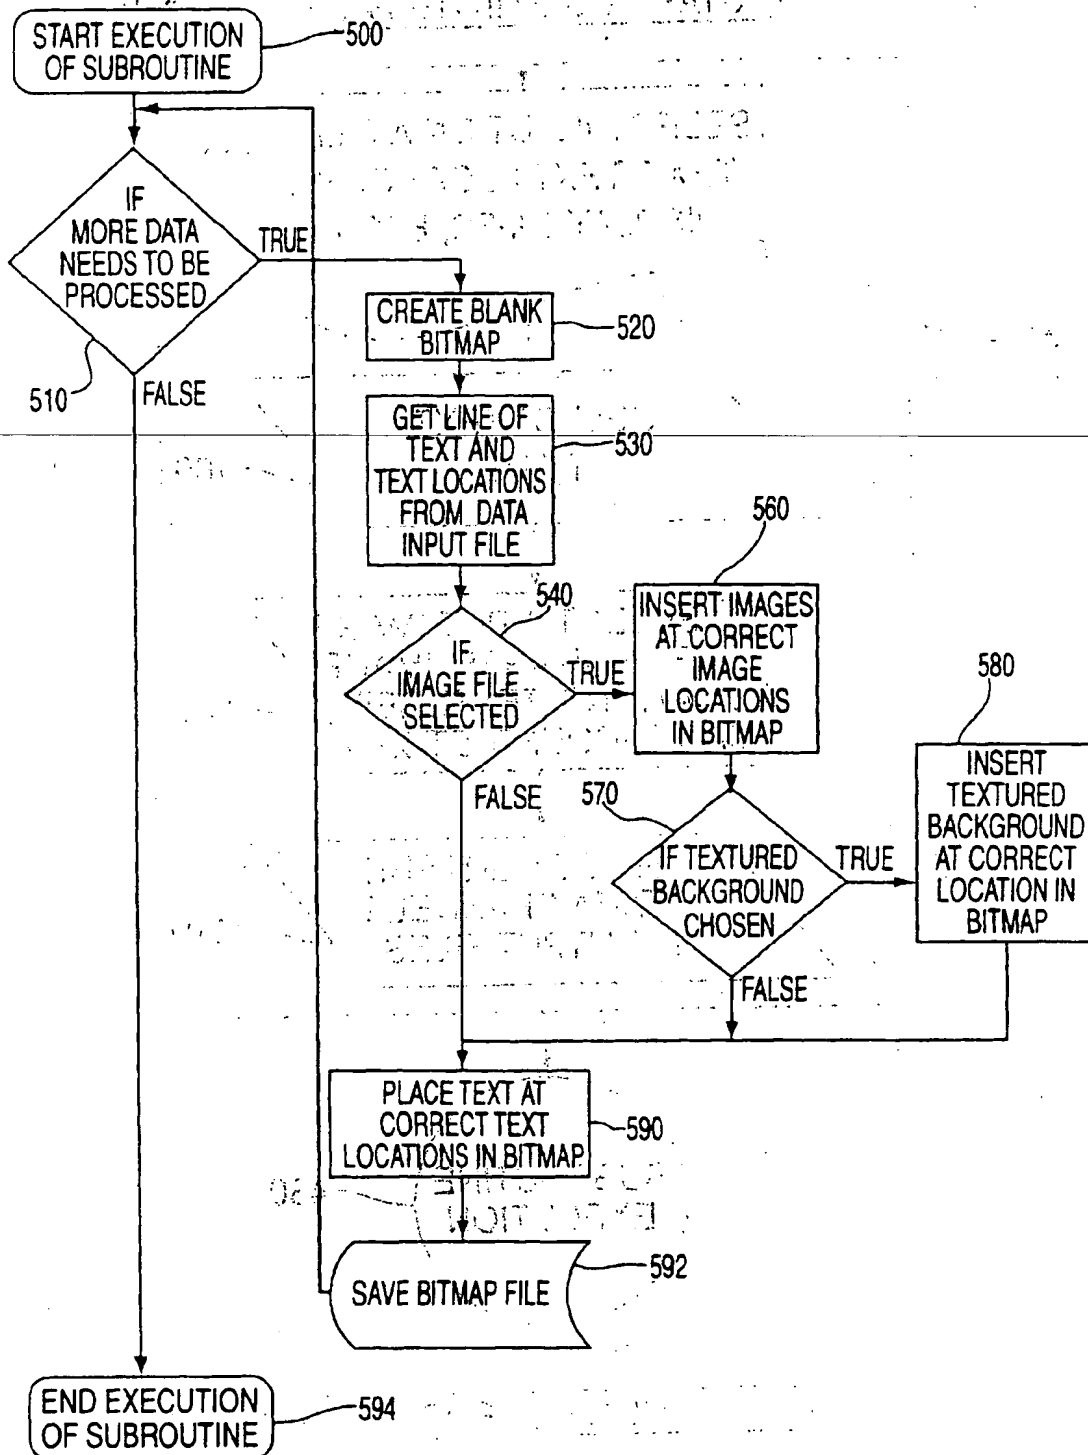 START EXECUTION
OF SUBROUTINE
500
IF
MORE DATA
NEEDS TO BE
PROCESSED
TRUE
510
FALSE
CREATE BLANK
BITMAP
520
GET LINE OF
TEXT AND
TEXT LOCATIONS
FROM DATA
INPUT FILE
530
540
IF
IMAGE FILE
SELECTED
TRUE
FALSE
560
INSERT IMAGES
AT CORRECT
IMAGE
LOCATIONS
IN BITMAP
570
IF TEXTURED
BACKGROUND
CHOSEN
TRUE
FALSE
580
INSERT
TEXTURED
BACKGROUND
AT CORRECT
LOCATION IN
BITMAP
PLACE TEXT AT
CORRECT TEXT
LOCATIONS IN BITMAP
590
SAVE BITMAP FILE
592
END EXECUTION
OF SUBROUTINE
594